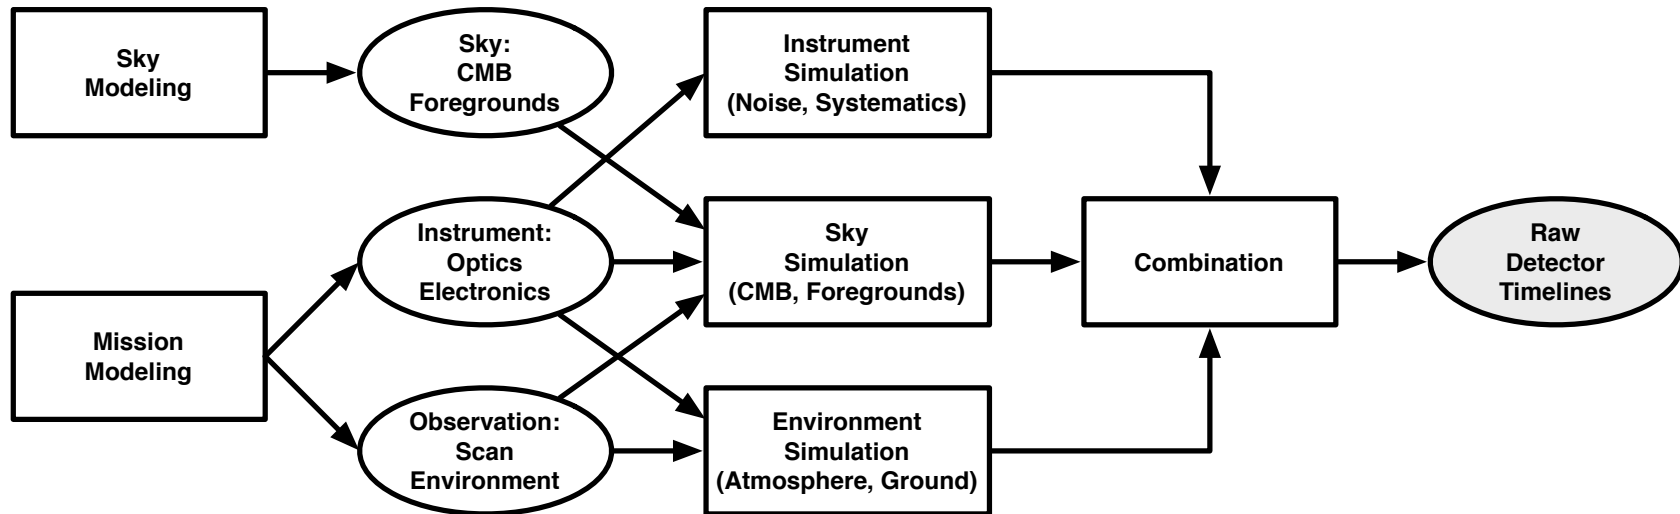 Sky
Modeling
Sky:
CMB
Foregrounds
Instrument
Simulation
(Noise, Systematics)
Mission
Modeling
Instrument:
Optics
Electronics
Sky
Simulation
(CMB, Foregrounds)
Combination
Raw
Detector
Timelines
Observation:
Scan
Environment
Environment
Simulation
(Atmosphere, Ground)